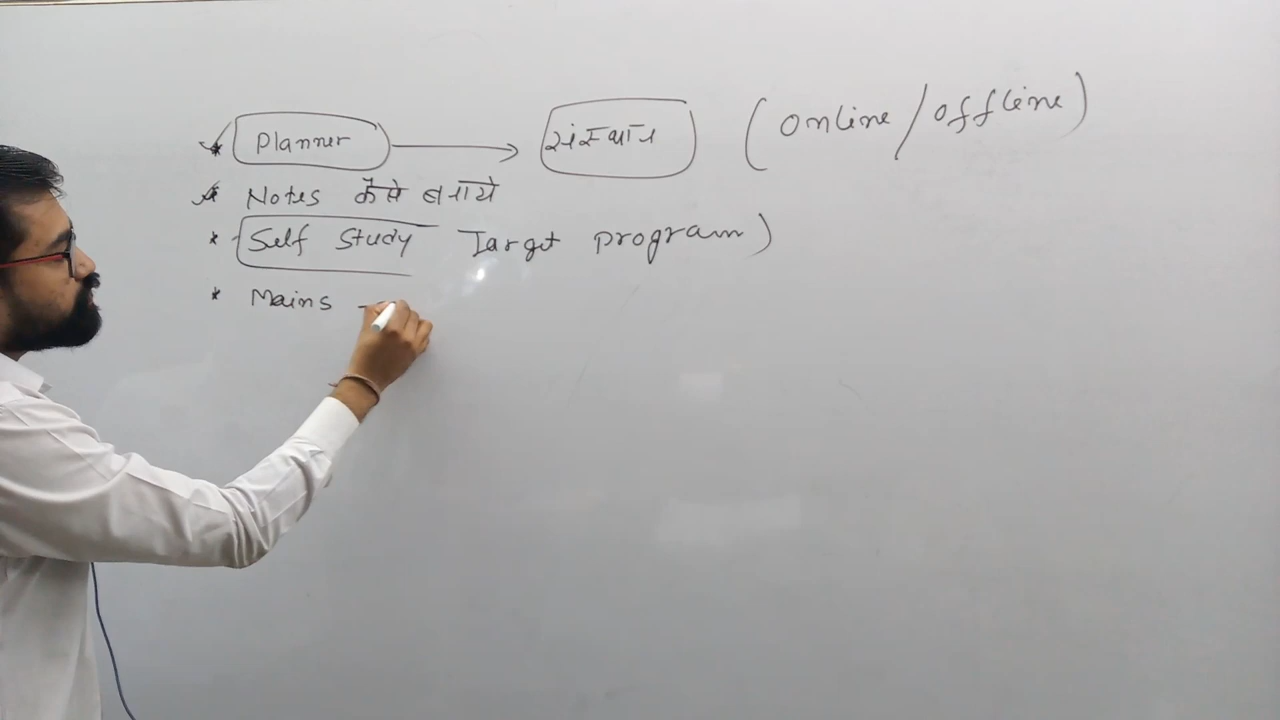 * Planner → संस्थान (online/offline)
* Notes कैसे बनाये
* Self Study Target program)
* Mains -